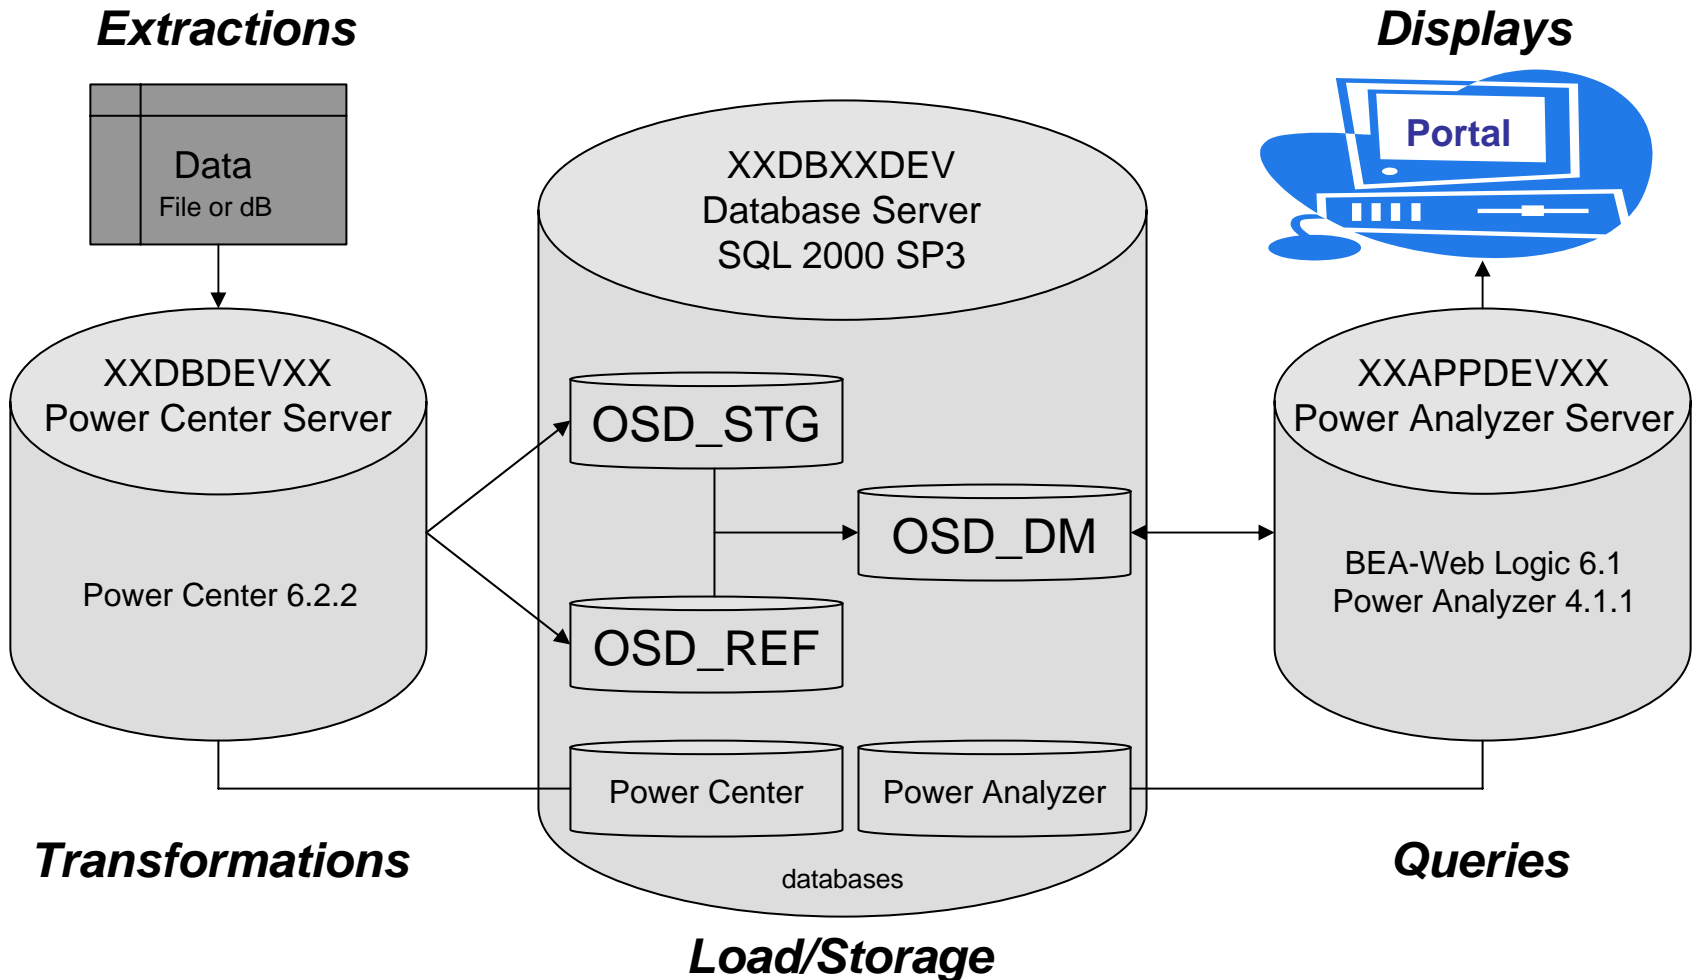 Extractions
Displays
Data
File or dB
Portal
XXDBXXDEV
Database Server
SQL 2000 SP3
XXDBDEVXX
Power Center Server
XXAPPDEVXX
Power Analyzer Server
OSD_STG
OSD_DM
OSD_REF
Power Center 6.2.2
BEA-Web Logic 6.1
Power Analyzer 4.1.1
Power Center
Power Analyzer
databases
Transformations
Queries
Load/Storage